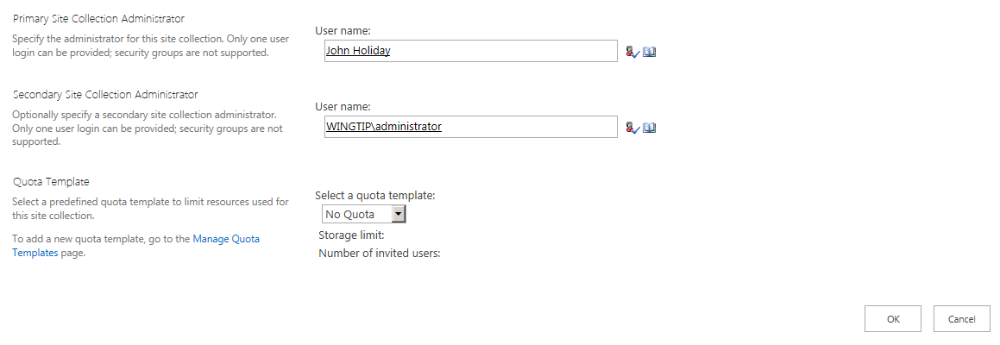 Primary Site Collection Administrator
Specify the administrator for this site collection. Only one user
login can be provided; security groups are not supported.
User name:
John Holiday
Secondary Site Collection Administrator
Optionally specify a secondary site collection administrator.
Only one user login can be provided; security groups are not
supported.
User name:
WINGTIP\administrator
Quota Template
Select a predefined quota template to limit resources used for
this site collection.
To add a new quota template, go to the Manage Quota
Templates page.
Select a quota template:
No Quota
Storage limit:
Number of invited users:
OK
Cancel